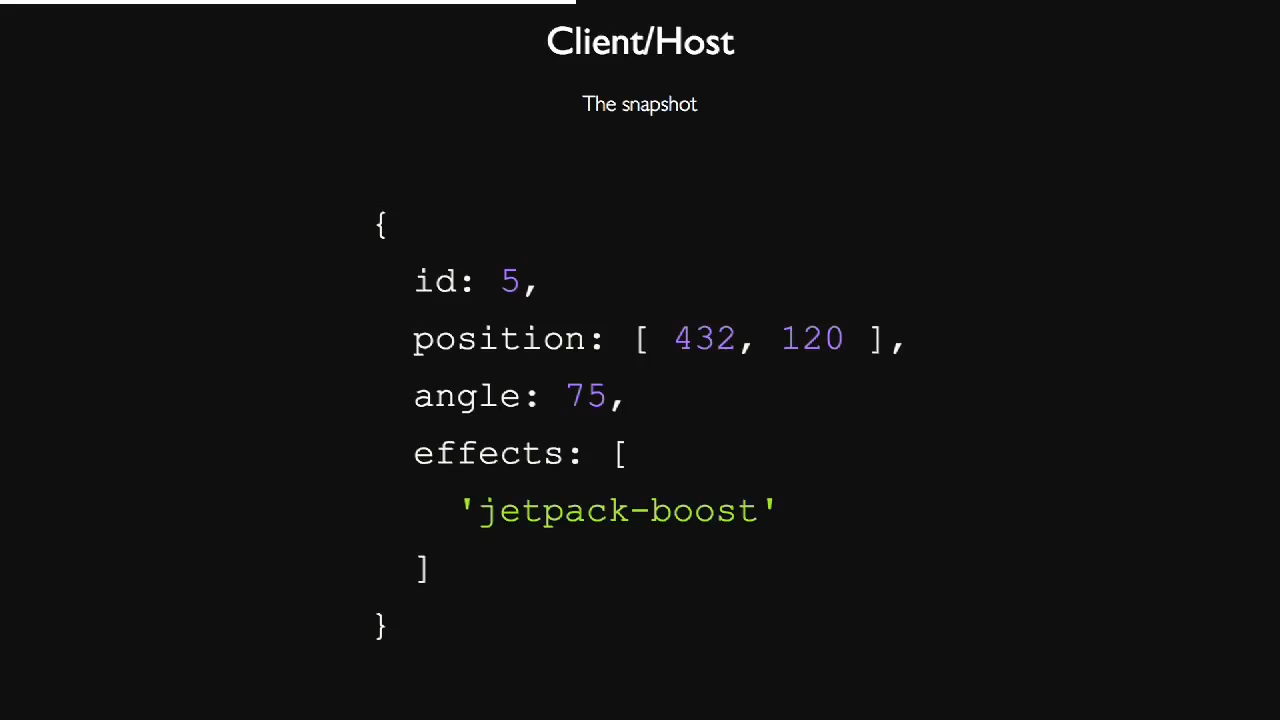 Client/Host
The snapshot
{
id: 5,
position: [ 432, 120 ],
angle: 75,
effects: [
'jetpack-boost'
]
}